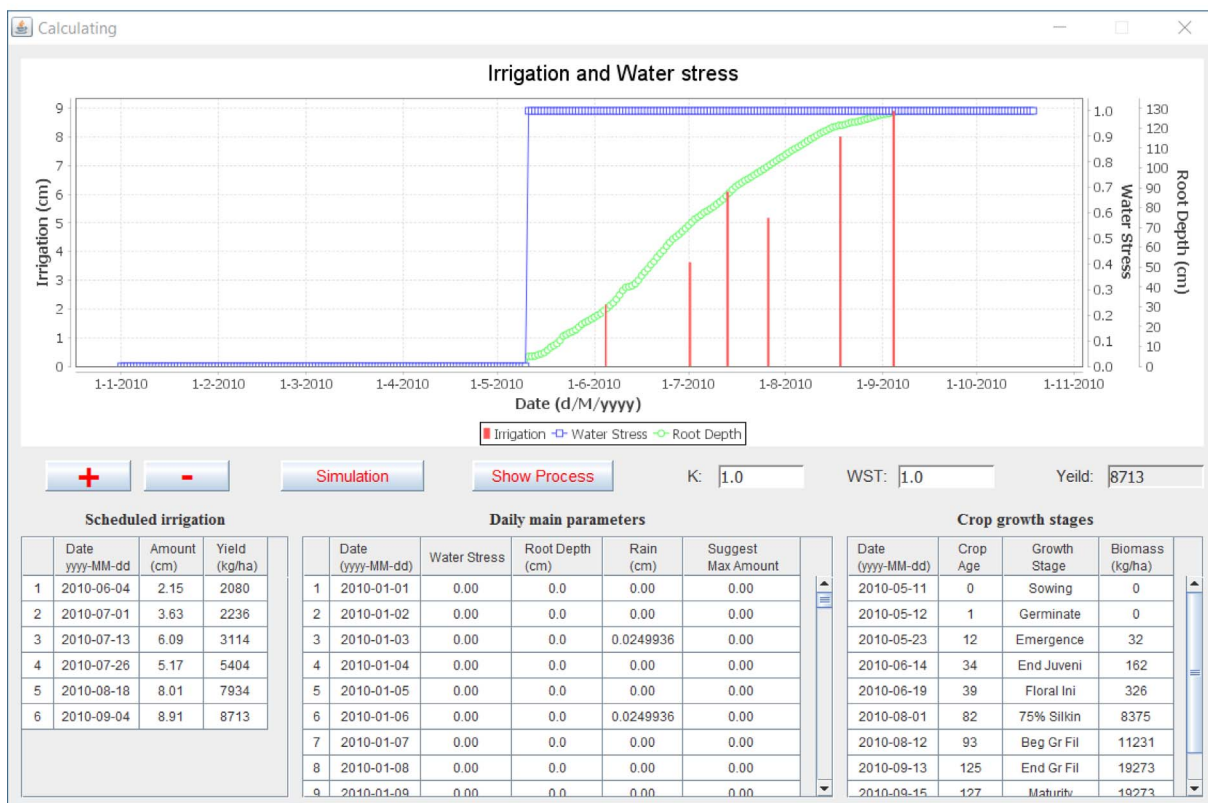 Calculating
Irrigation and Water stress
9
8
7
6
5
4
3
2
1
0
Irrigation (cm)
1.0
0.9
0.8
0.7
0.6
0.5
0.4
0.3
0.2
0.1
0.0
Water Stress
130
120
110
100
90
80
70
60
50
40
30
20
10
0
Root Depth (cm)
1-1-2010 1-2-2010 1-3-2010 1-4-2010 1-5-2010 1-6-2010 1-7-2010 1-8-2010 1-9-2010 1-10-2010 1-11-2010
Date (d/M/yyyy)
Irrigation Water Stress Root Depth
+ - Simulation Show Process K: 1.0 WST: 1.0 Yeild: 8713
Scheduled irrigation
Date Amount Yield
yyyy-MM-dd (cm) (kg/ha)
1 2010-06-04 2.15 2080
2 2010-07-01 3.63 2236
3 2010-07-13 6.09 3114
4 2010-07-26 5.17 5404
5 2010-08-18 8.01 7934
6 2010-09-04 8.91 8713
Daily main parameters
Date Water Stress Root Depth Rain Suggest
(yyyy-MM-dd) (cm) (cm) Max Amount
1 2010-01-01 0.00 0.0 0.00 0.00
2 2010-01-02 0.00 0.0 0.00 0.00
3 2010-01-03 0.00 0.0 0.0249936 0.00
4 2010-01-04 0.00 0.0 0.00 0.00
5 2010-01-05 0.00 0.0 0.00 0.00
6 2010-01-06 0.00 0.0 0.0249936 0.00
7 2010-01-07 0.00 0.0 0.00 0.00
8 2010-01-08 0.00 0.0 0.00 0.00
9 2010-01-09 0.00 0.0 0.00 0.00
Crop growth stages
Date Crop Growth Biomass
(yyyy-MM-dd) Age Stage (kg/ha)
2010-05-11 0 Sowing 0
2010-05-12 1 Germinate 0
2010-05-23 12 Emergence 32
2010-06-14 34 End Juveni 162
2010-06-19 39 Floral Ini 326
2010-08-01 82 75% Silkin 8375
2010-08-12 93 Beg Gr Fil 11231
2010-09-13 125 End Gr Fil 19273
2010-09-15 127 Maturity 19273